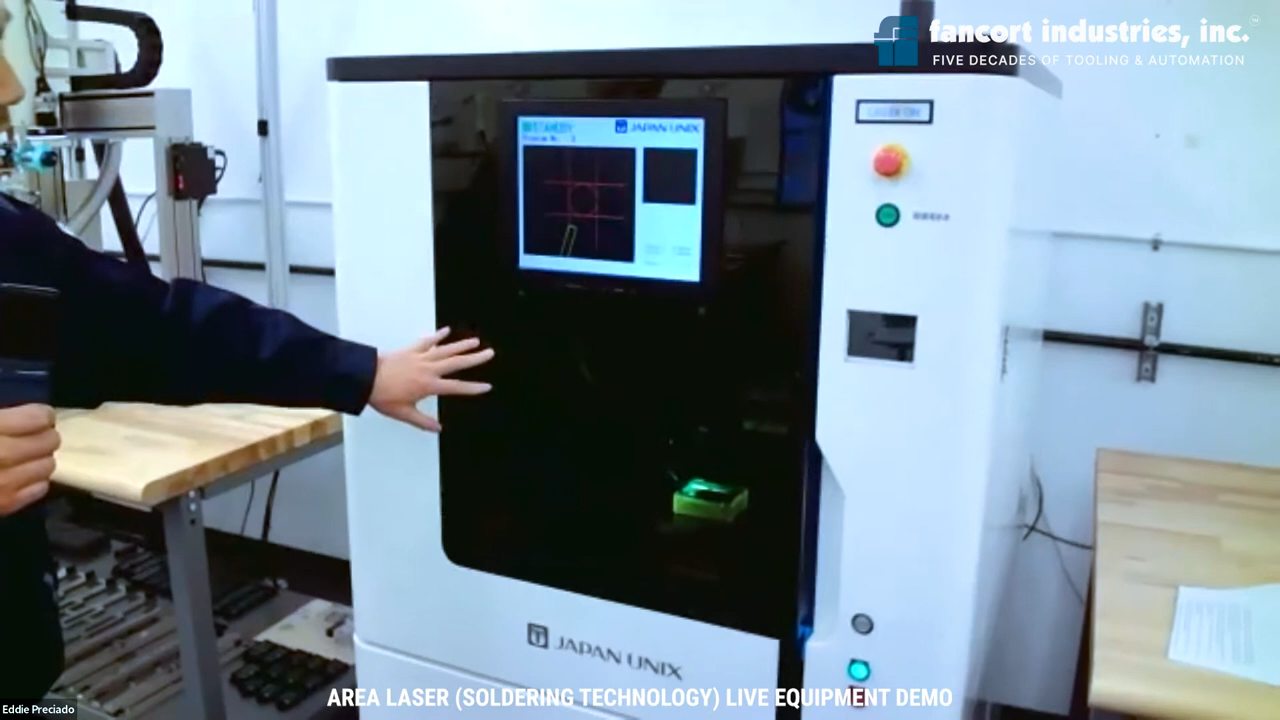 fancort industries, inc.
FIVE DECADES OF TOOLING & AUTOMATION
JAPAN UNIX
JAPAN UNIX
AREA LASER (SOLDERING TECHNOLOGY) LIVE EQUIPMENT DEMO
Eddie Preciado